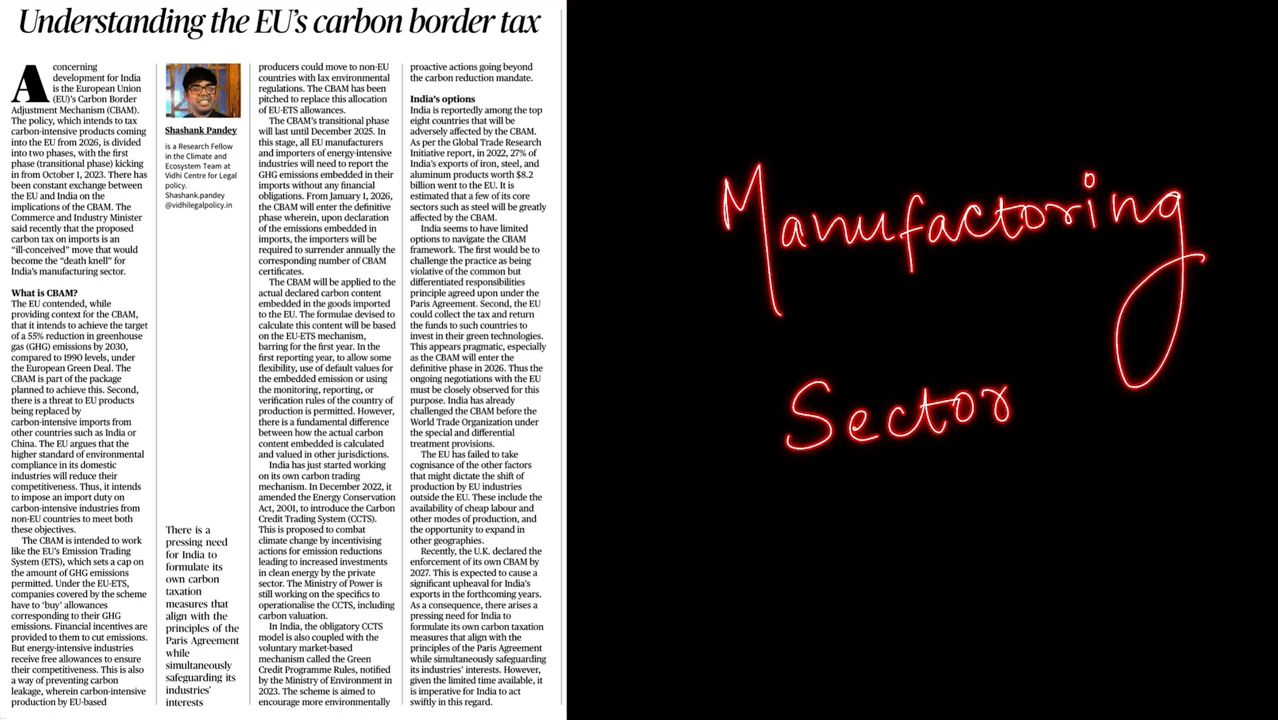 Understanding the EU's carbon border tax
A concerning
development for India
is the European Union
(EU)'s Carbon Border
Adjustment Mechanism (CBAM).
The policy, which intends to tax
carbon-intensive products coming
into the EU from 2026, is divided
into two phases, with the first
phase (transitional phase) kicking
in from October 1, 2023. There has
been constant exchange between
the EU and India on the
implications of the CBAM. The
Commerce and Industry Minister
said recently that the proposed
carbon tax on imports is an
“ill-conceived” move that would
become the “death knell” for
India's manufacturing sector.
What is CBAM?
The EU contended, while
providing context for the CBAM,
that it intends to achieve the target
of a 55% reduction in greenhouse
gas (GHG) emissions by 2030,
compared to 1990 levels, under
the European Green Deal. The
CBAM is part of the package
planned to achieve this. Second,
there is a threat to EU products
being replaced by
carbon-intensive imports from
other countries such as India or
China. The EU argues that the
higher standard of environmental
compliance in its domestic
industries will reduce their
competitiveness. Thus, it intends
to impose an import duty on
carbon-intensive industries from
non-EU countries to meet both
these objectives.
The CBAM is intended to work
like the EU's Emission Trading
System (ETS), which sets a cap on
the amount of GHG emissions
permitted. Under the EU-ETS,
companies covered by the scheme
have to ‘buy’ allowances
corresponding to their GHG
emissions. Financial incentives are
provided to them to cut emissions.
But energy-intensive industries
receive free allowances to ensure
their competitiveness. This is also
a way of preventing carbon
leakage, wherein carbon-intensive
production by EU-based
Shashank Pandey
is a Research Fellow
in the Climate and
Ecosystem Team at
Vidhi Centre for Legal
policy.
Shashank.pandey
@vidhilegalpolicy.in
There is a
pressing need
for India to
formulate its
own carbon
taxation
measures that
align with the
principles of the
Paris Agreement
while
simultaneously
safeguarding its
industries'
interests
producers could move to non-EU
countries with lax environmental
regulations. The CBAM has been
pitched to replace this allocation
of EU-ETS allowances.
The CBAM's transitional phase
will last until December 2025. In
this stage, all EU manufacturers
and importers of energy-intensive
industries will need to report the
GHG emissions embedded in their
imports without any financial
obligations. From January 1, 2026,
the CBAM will enter the definitive
phase wherein, upon declaration
of the emissions embedded in
imports, the importers will be
required to surrender annually the
corresponding number of CBAM
certificates.
The CBAM will be applied to the
actual declared carbon content
embedded in the goods imported
to the EU. The formulae devised to
calculate this content will be based
on the EU-ETS mechanism,
barring for the first year. In the
first reporting year, to allow some
flexibility, use of default values for
the embedded emission or using
the monitoring, reporting, or
verification rules of the country of
production is permitted. However,
there is a fundamental difference
between how the actual carbon
content embedded is calculated
and valued in other jurisdictions.
India has just started working
on its own carbon trading
mechanism. In December 2022, it
amended the Energy Conservation
Act, 2001, to introduce the Carbon
Credit Trading System (CCTS).
This is proposed to combat
climate change by incentivising
actions for emission reductions
leading to increased investments
in clean energy by the private
sector. The Ministry of Power is
still working on the specifics to
operationalise the CCTS, including
carbon valuation.
In India, the obligatory CCTS
model is also coupled with the
voluntary market-based
mechanism called the Green
Credit Programme Rules, notified
by the Ministry of Environment in
2023. The scheme is aimed to
encourage more environmentally
proactive actions going beyond
the carbon reduction mandate.
India's options
India is reportedly among the top
eight countries that will be
adversely affected by the CBAM.
As per the Global Trade Research
Initiative report, in 2022, 27% of
India's exports of iron, steel, and
aluminum products worth $8.2
billion went to the EU. It is
estimated that a few of its core
sectors such as steel will be greatly
affected by the CBAM.
India seems to have limited
options to navigate the CBAM
framework. The first would be to
challenge the practice as being
violative of the common but
differentiated responsibilities
principle agreed upon under the
Paris Agreement. Second, the EU
could collect the tax and return
the funds to such countries to
invest in their green technologies.
This appears pragmatic, especially
as the CBAM will enter the
definitive phase in 2026. Thus the
ongoing negotiations with the EU
must be closely observed for this
purpose. India has already
challenged the CBAM before the
World Trade Organization under
the special and differential
treatment provisions.
The EU has failed to take
cognisance of the other factors
that might dictate the shift of
production by EU industries
outside the EU. These include the
availability of cheap labour and
other modes of production, and
the opportunity to expand in
other geographies.
Recently, the U.K. declared the
enforcement of its own CBAM by
2027. This is expected to cause a
significant upheaval for India's
exports in the forthcoming years.
As a consequence, there arises a
pressing need for India to
formulate its own carbon taxation
measures that align with the
principles of the Paris Agreement
while simultaneously safeguarding
its industries' interests. However,
given the limited time available, it
is imperative for India to act
swiftly in this regard.
Manufactoring
Sector